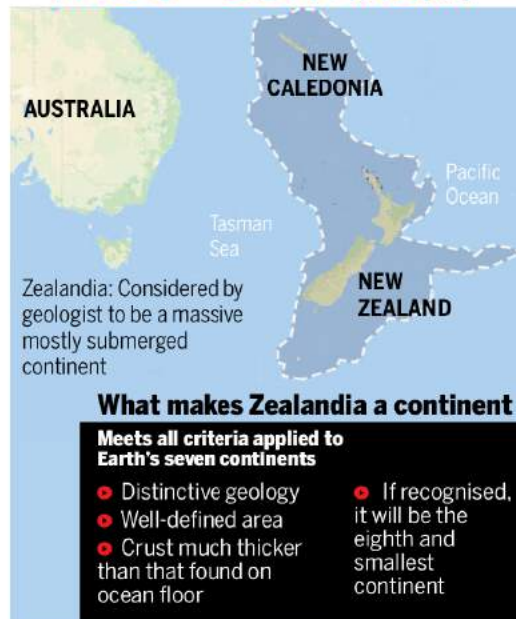 AUSTRALIA
NEW
CALEDONIA
Pacific
Ocean
Tasman
Sea
NEW
ZEALAND
Zealandia: Considered by
geologist to be a massive
mostly submerged
continent
What makes Zealandia a continent
Meets all criteria applied to
Earth's seven continents
Distinctive geology
Well-defined area
Crust much thicker
than that found on
ocean floor
If recognised,
it will be the
eighth and
smallest
continent